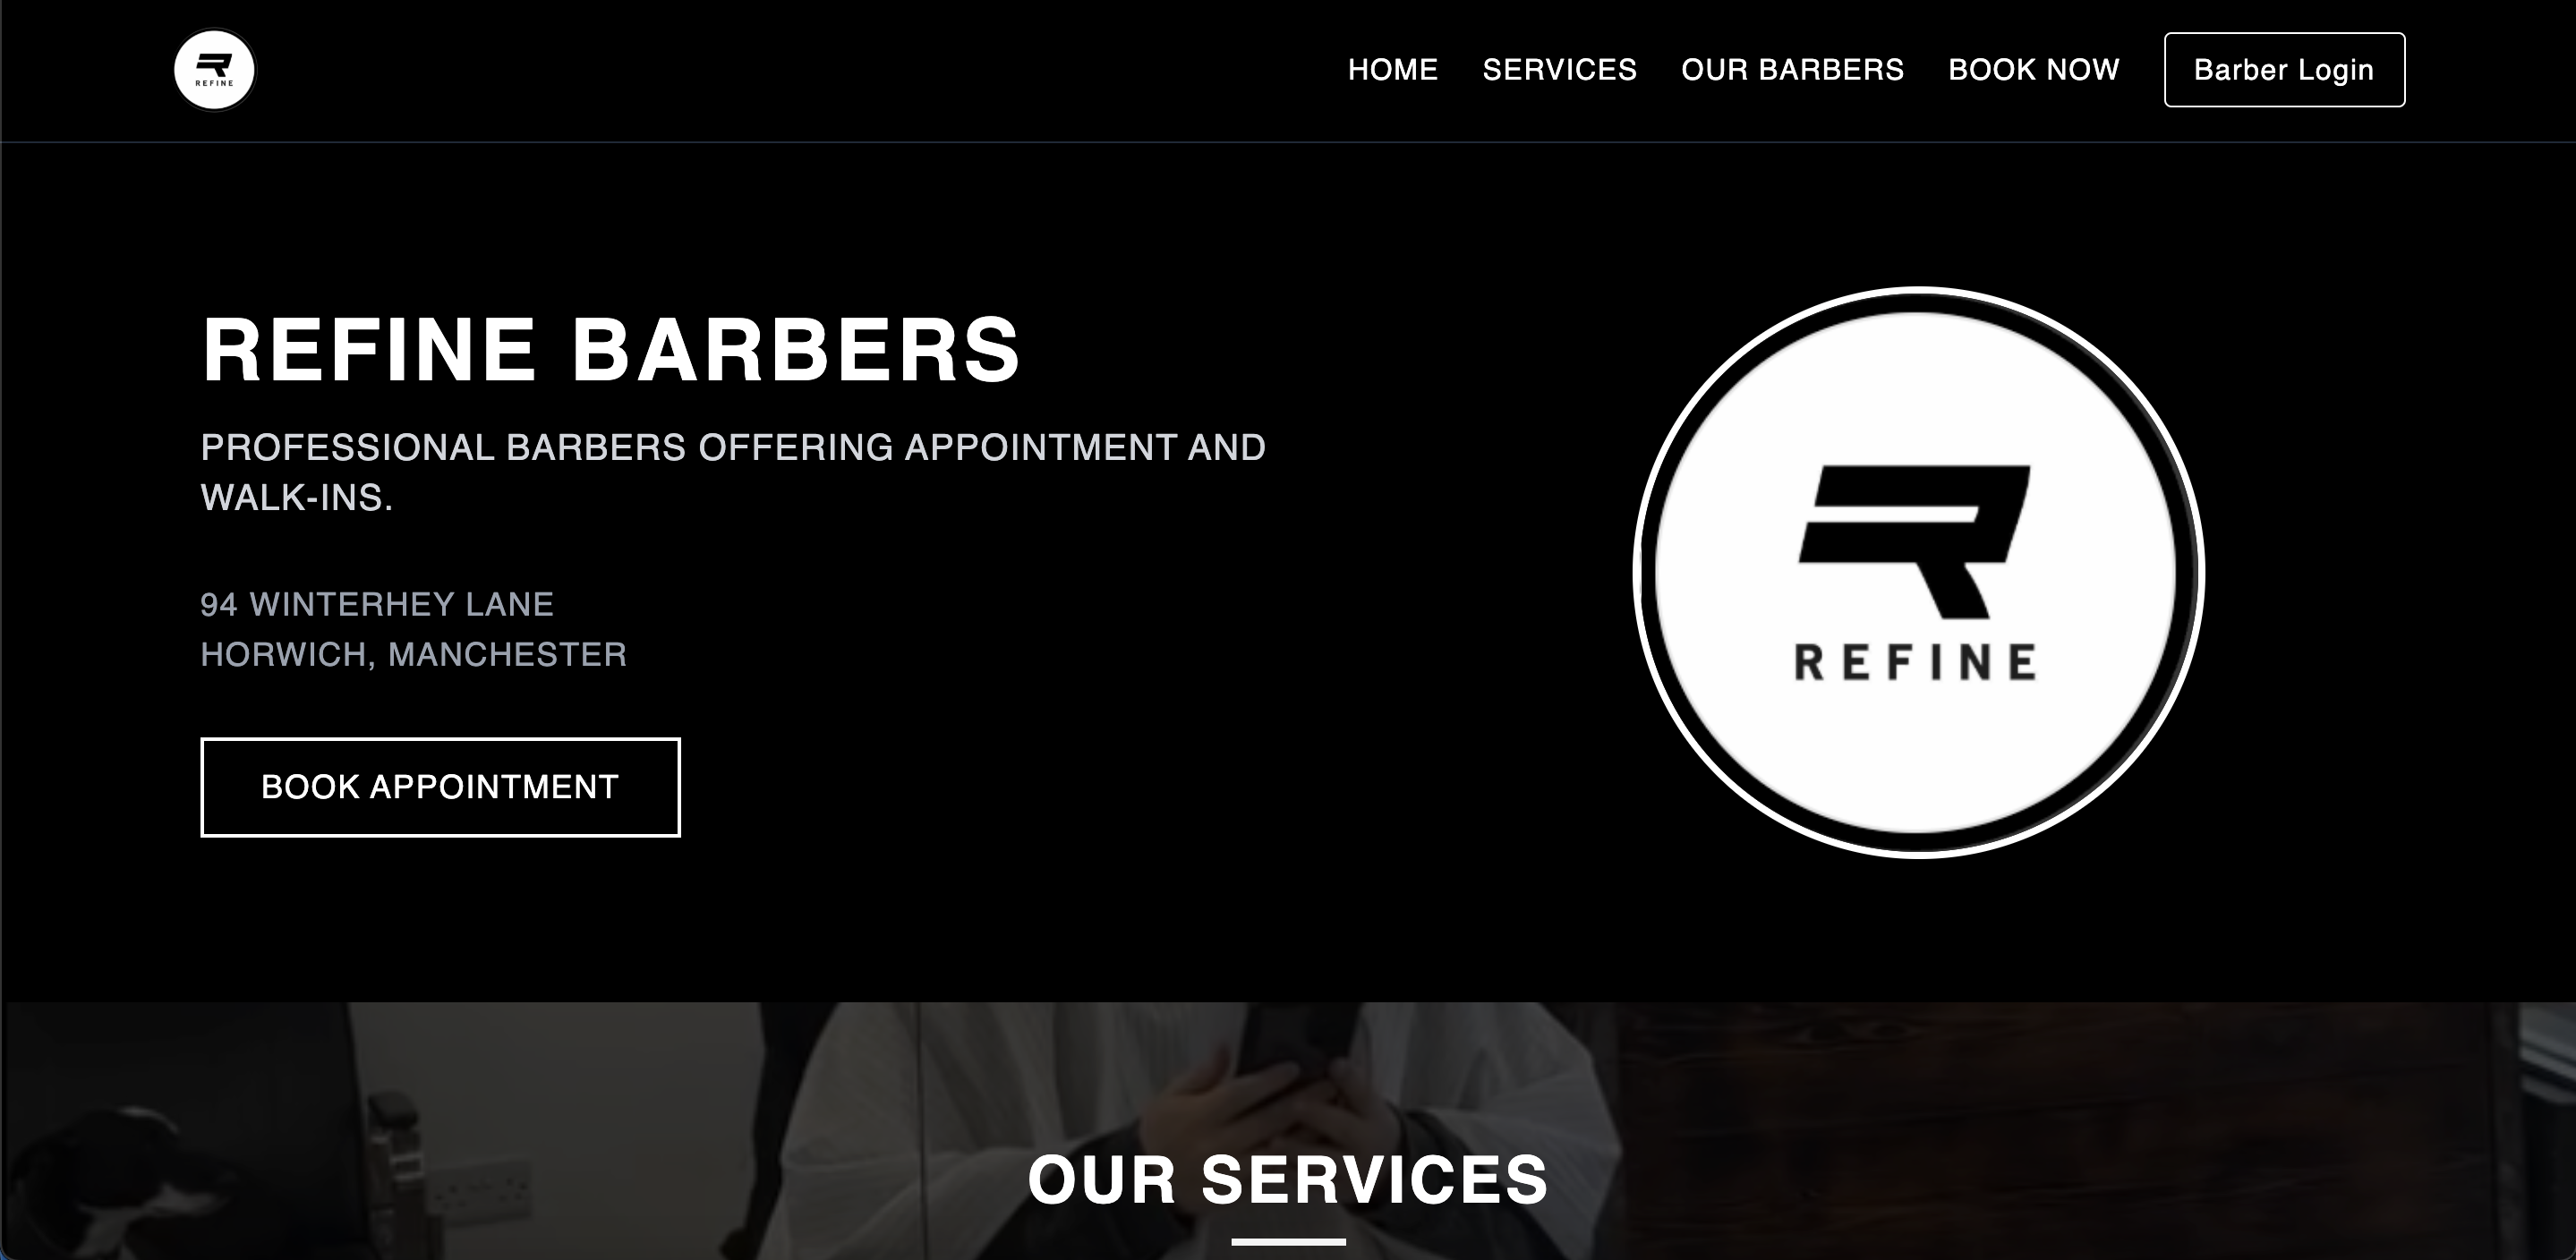 REFINE
HOME
SERVICES
OUR BARBERS
BOOK NOW
Barber Login
REFINE BARBERS
PROFESSIONAL BARBERS OFFERING APPOINTMENT AND
WALK-INS.
94 WINTERHEY LANE
HORWICH, MANCHESTER
BOOK APPOINTMENT
R
REFINE
OUR SERVICES